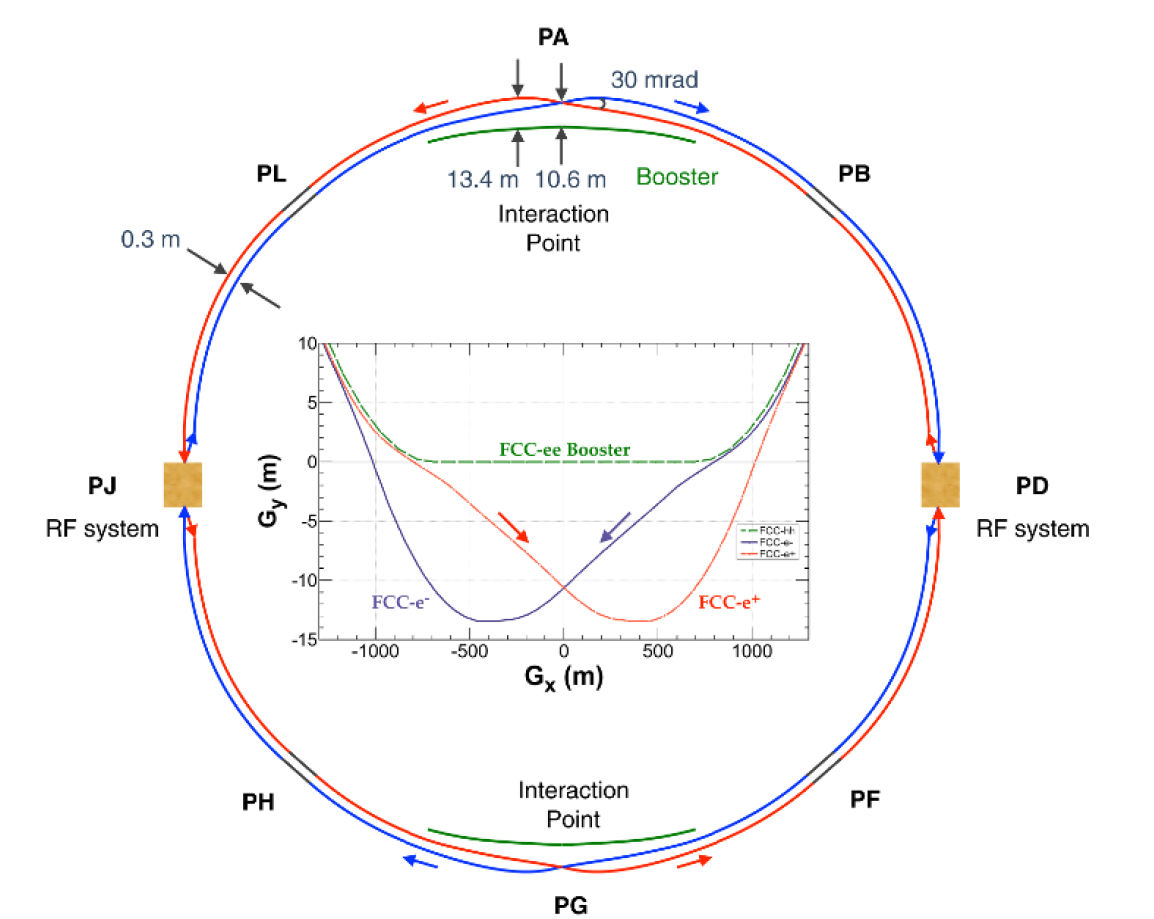 PA
30 mrad
PL
PB
13.4 m
10.6 m
Booster
Interaction
Point
0.3 m
10
5
0
-5
-10
-15
G_y (m)
FCC-ee Booster
FCC-hh
FCC-e-
FCC-e+
FCC-e⁻
FCC-e⁺
-1000
-500
0
500
1000
G_x (m)
PJ
RF system
PD
RF system
Interaction
Point
PH
PF
PG